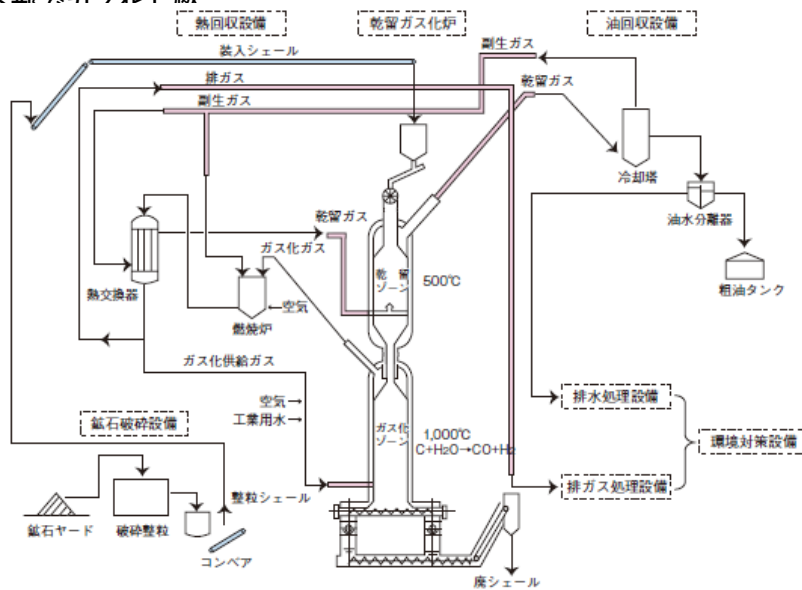 熱回収設備
乾留ガス化炉
油回収設備
装入シェール
副生ガス
排ガス
乾留ガス
副生ガス
冷却塔
油水分離器
乾留ガス
ガス化ガス
乾留
ゾーン
500℃
粗油タンク
熱交換器
空気
燃焼炉
ガス化供給ガス
空気
工業用水
排水処理設備
鉱石破砕設備
ガス化
ゾーン
1,000℃
C+H2O→CO+H2
環境対策設備
整粒シェール
排ガス処理設備
鉱石ヤード
破砕整粒
コンベア
廃シェール